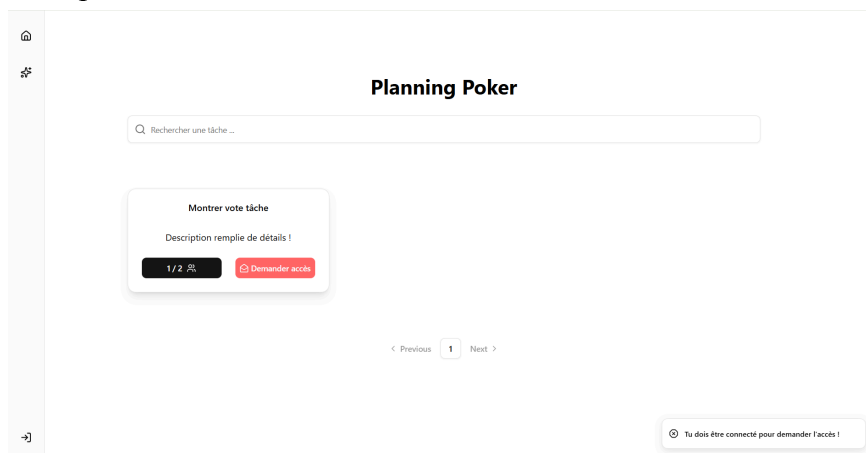 Planning Poker
Rechercher une tâche ...
Montrer vote tâche
Description remplie de détails !
1 / 2
Demander accès
< Previous 1 Next >
Tu dois être connecté pour demander l'accès !